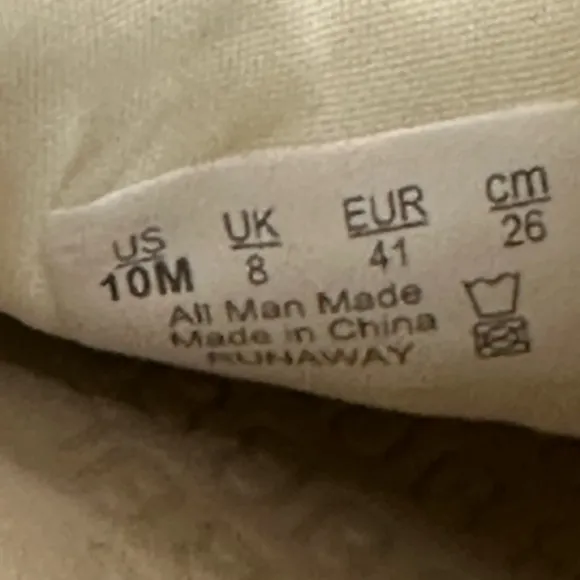 US UK EUR cm
10M 8 41 26
All Man Made
Made in China
RUNAWAY